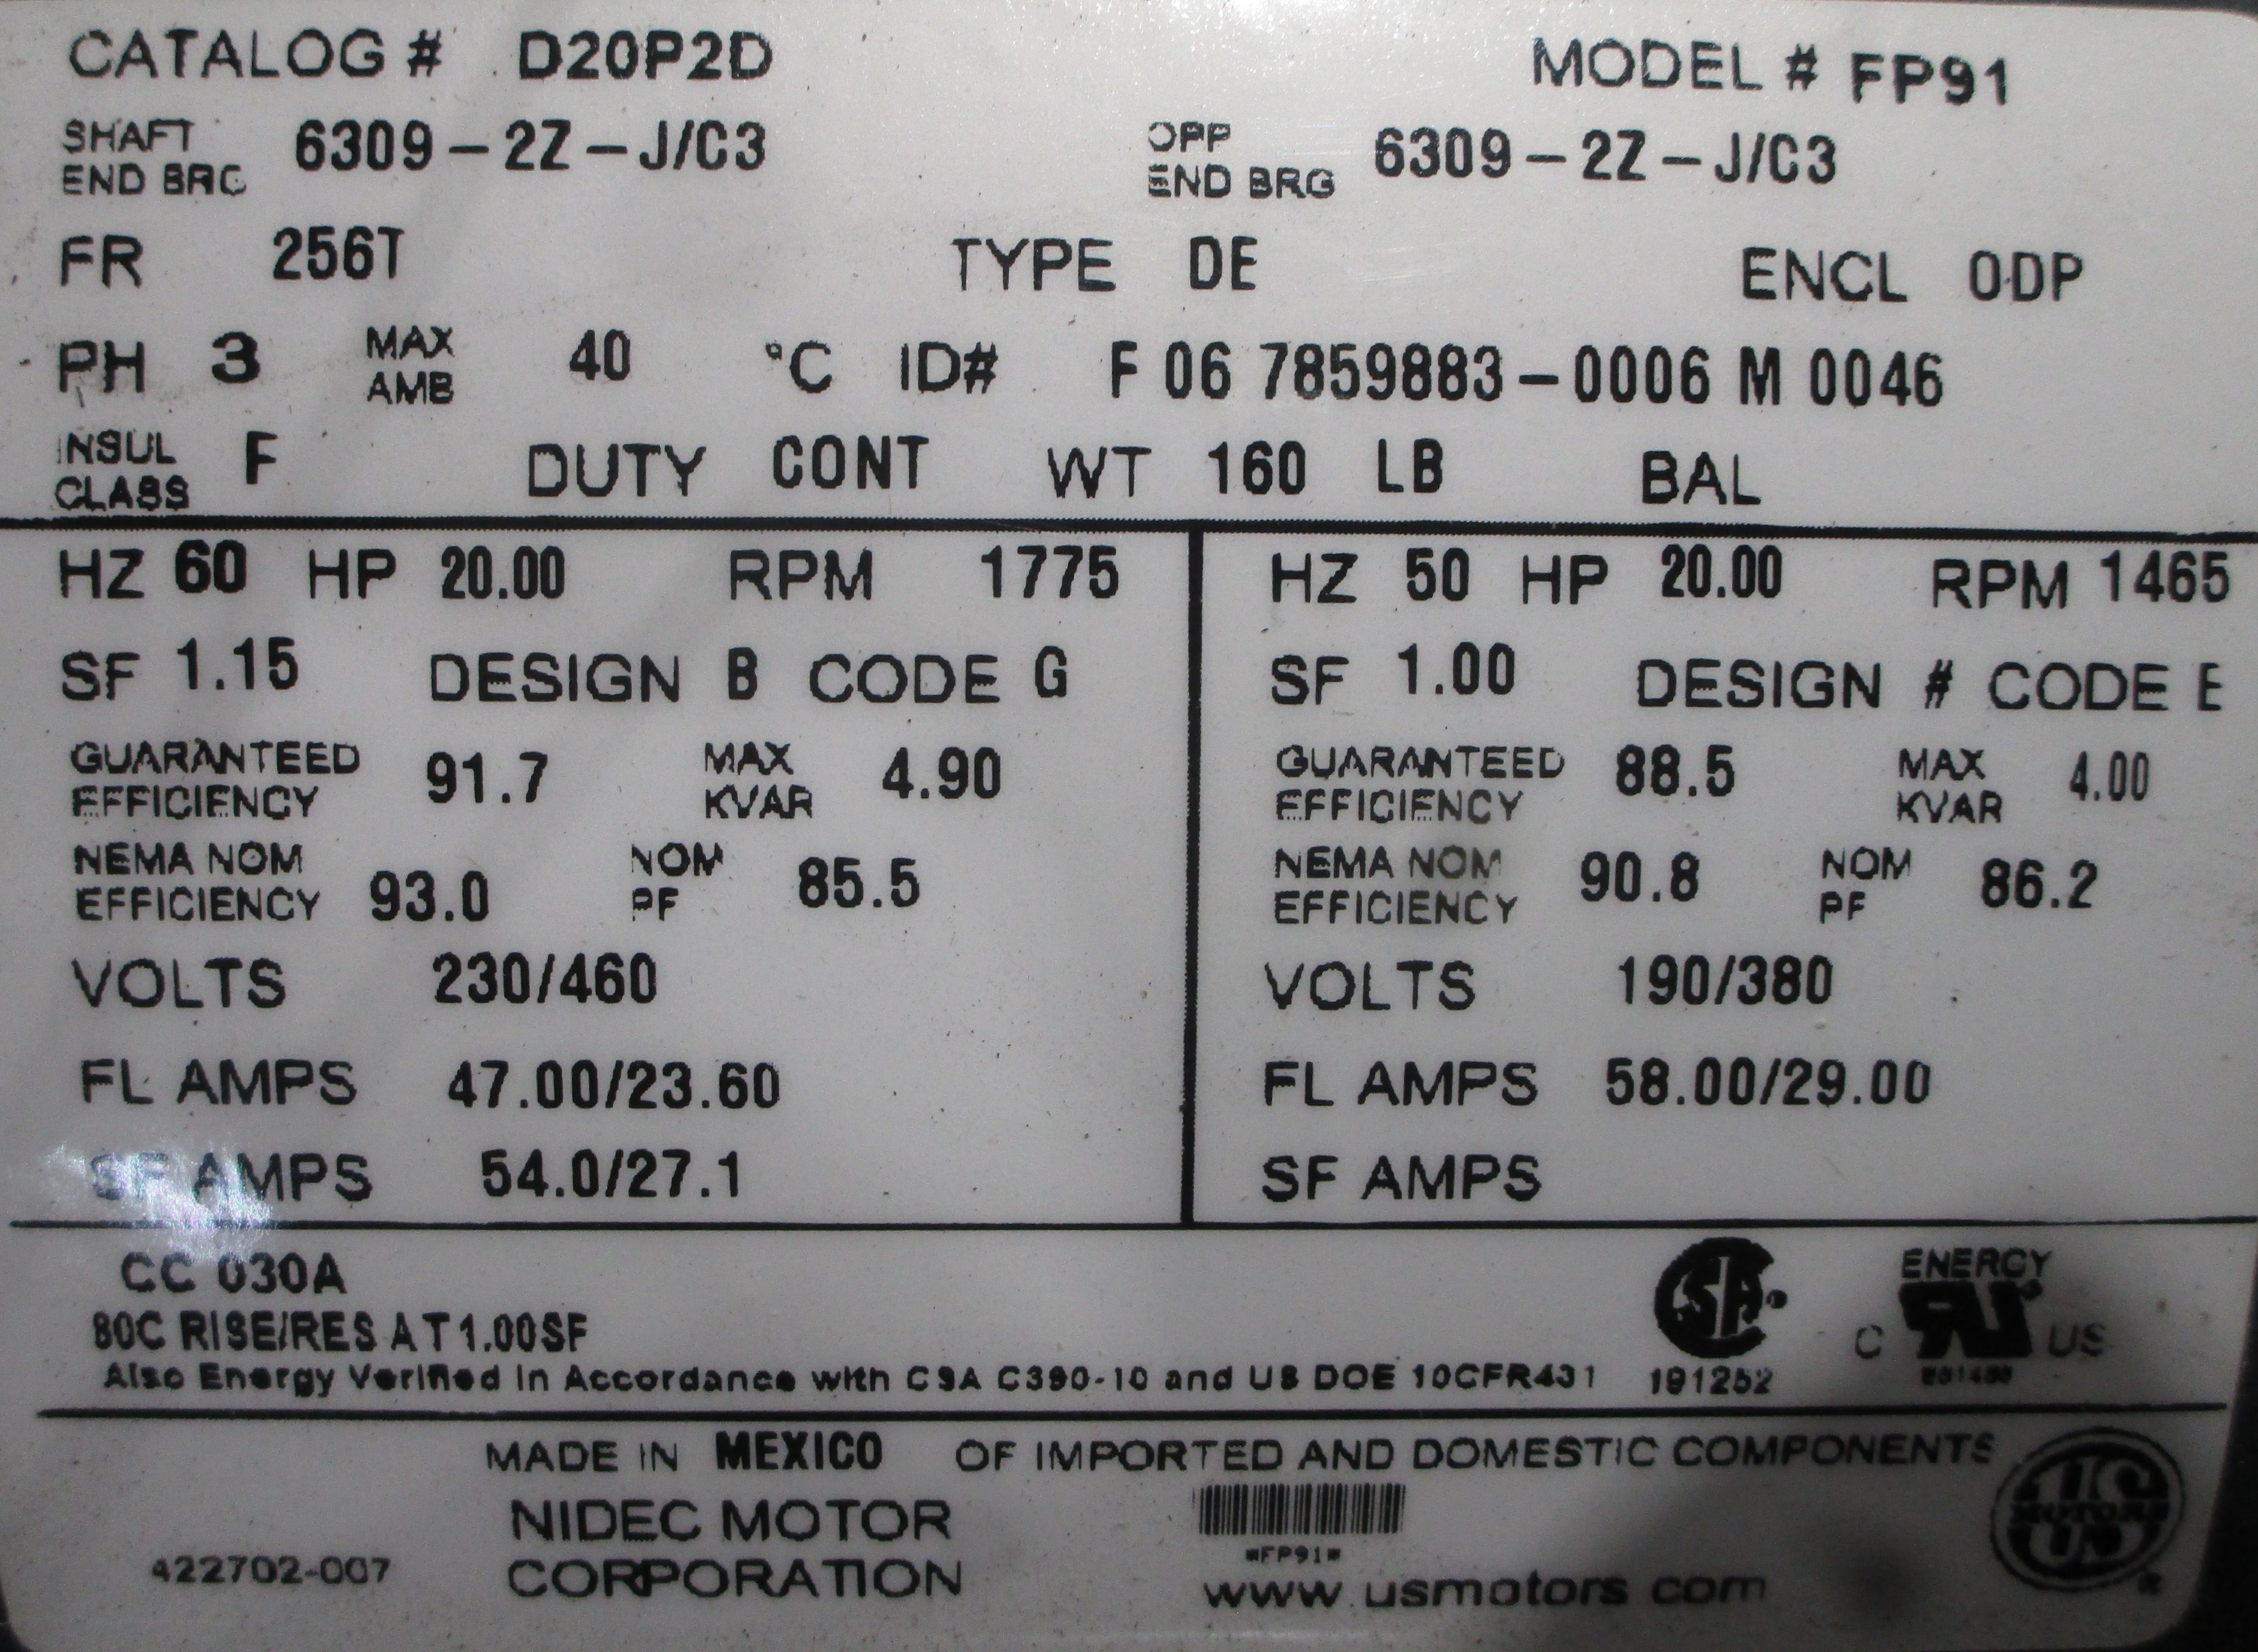 CATALOG # D20P2D MODEL # FP91
SHAFT END BRG 6309-2Z-J/C3 OPP END BRG 6309-2Z-J/C3
FR 256T TYPE DE ENCL ODP
PH 3 MAX AMB 40 °C ID# F 06 7859883-0006 M 0046
INSUL CLASS F DUTY CONT WT 160 LB BAL
HZ 60 HP 20.00 RPM 1775
SF 1.15 DESIGN B CODE G
GUARANTEED EFFICIENCY 91.7 MAX KVAR 4.90
NEMA NOM EFFICIENCY 93.0 NOM PF 85.5
VOLTS 230/460
FL AMPS 47.00/23.60
SF AMPS 54.0/27.1
HZ 50 HP 20.00 RPM 1465
SF 1.00 DESIGN # CODE E
GUARANTEED EFFICIENCY 88.5 MAX KVAR 4.00
NEMA NOM EFFICIENCY 90.8 NOM PF 86.2
VOLTS 190/380
FL AMPS 58.00/29.00
SF AMPS
CC 030A
80C RISE/RES AT 1.00SF
Also Energy Verified In Accordance with CSA C390-10 and US DOE 10CFR431
CSA
191252
ENERGY
C RU US
MADE IN MEXICO OF IMPORTED AND DOMESTIC COMPONENTS
NIDEC MOTOR
CORPORATION
422702-007
*FP91*
www.usmotors.com
US MOTORS ®